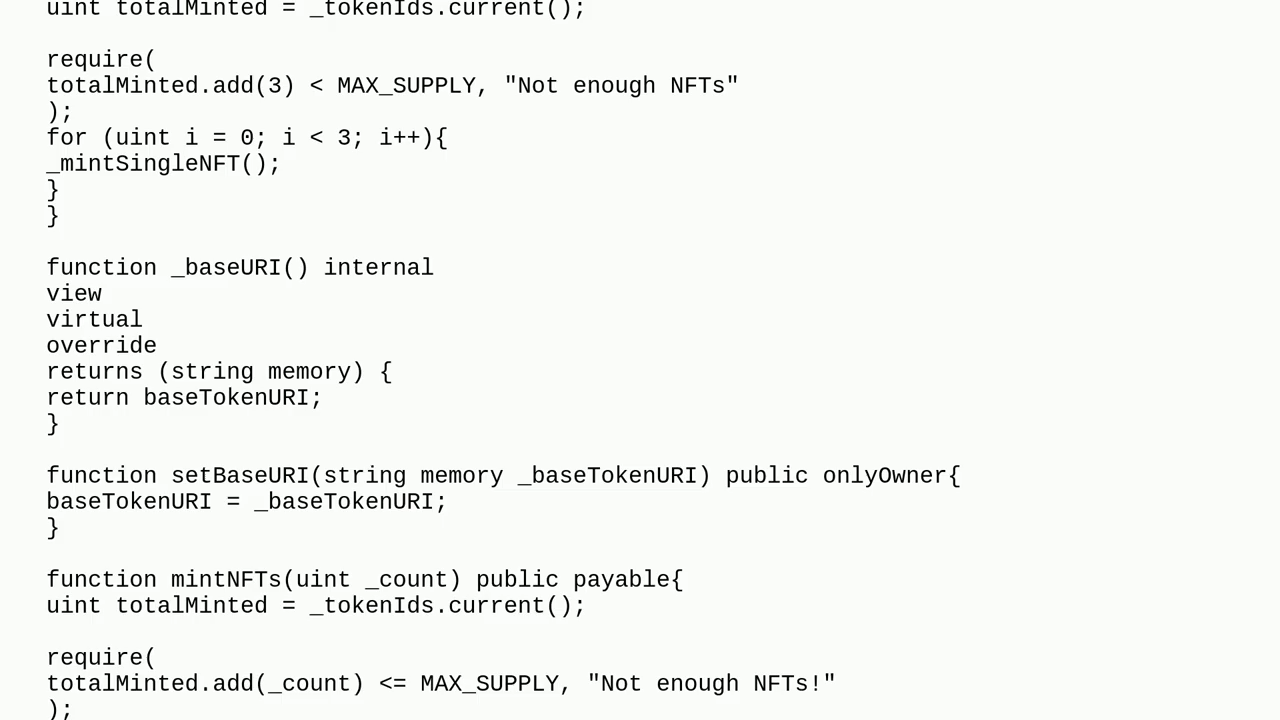 uint totalMinted = _tokenIds.current();
require(
totalMinted.add(3) < MAX_SUPPLY, "Not enough NFTs"
);
for (uint i = 0; i < 3; i++){
_mintSingleNFT();
}
}
function _baseURI() internal
view
virtual
override
returns (string memory) {
return baseTokenURI;
}
function setBaseURI(string memory _baseTokenURI) public onlyOwner{
baseTokenURI = _baseTokenURI;
}
function mintNFTs(uint _count) public payable{
uint totalMinted = _tokenIds.current();
require(
totalMinted.add(_count) <= MAX_SUPPLY, "Not enough NFTs!"
);